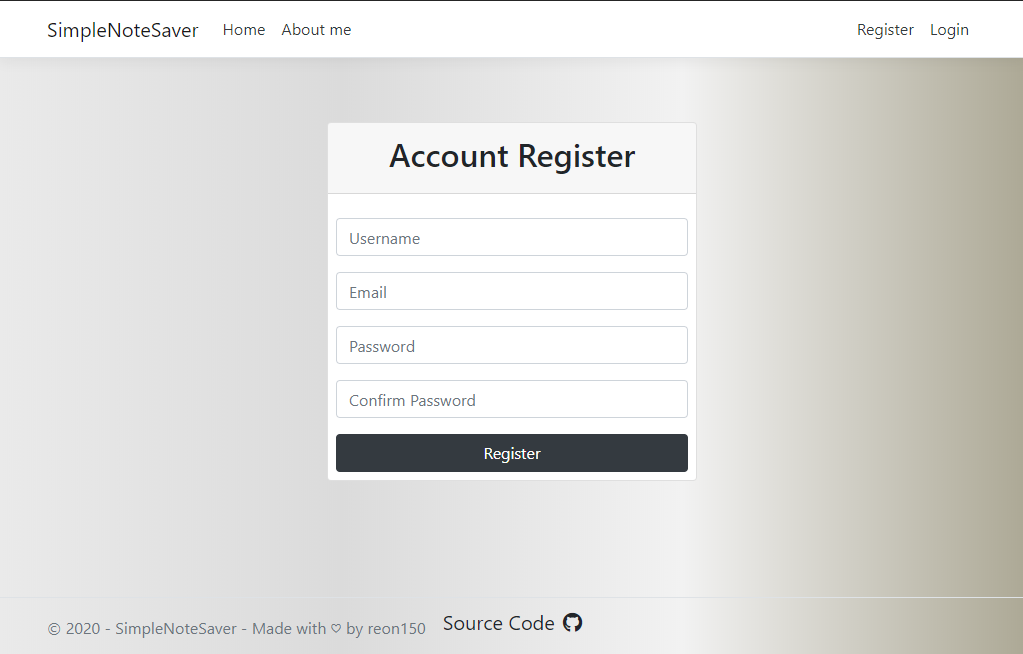 SimpleNoteSaver Home About me Register Login
Account Register
Username
Email
Password
Confirm Password
Register
© 2020 - SimpleNoteSaver - Made with ♡ by reon150 Source Code